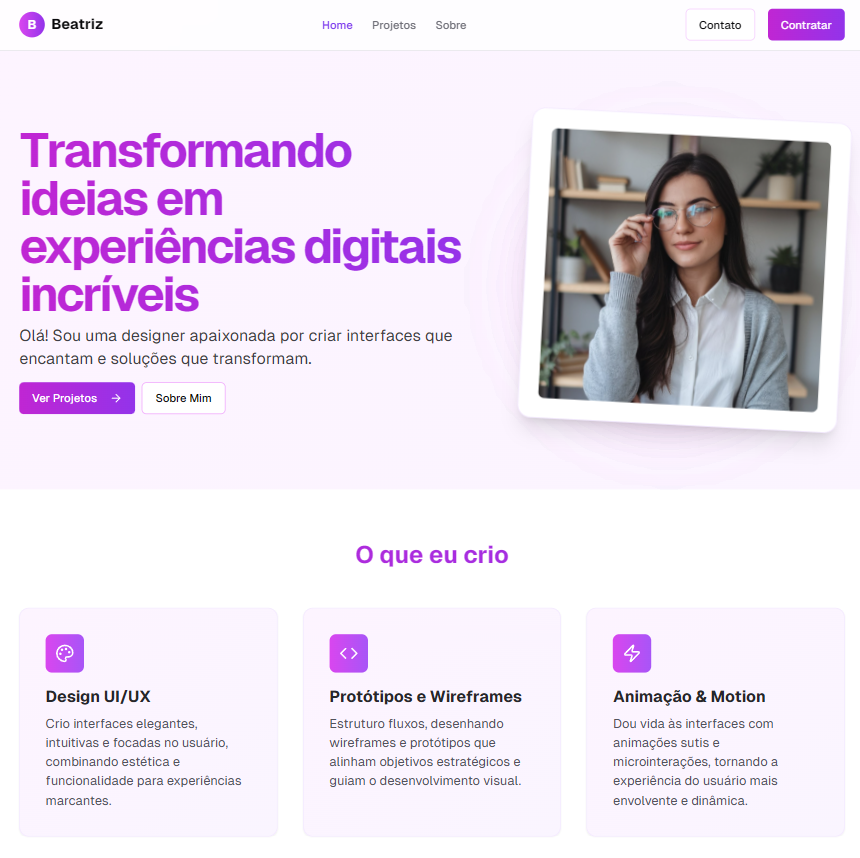 B Beatriz
Home Projetos Sobre
Contato Contratar
Transformando
ideias em
experiências digitais
incríveis
Olá! Sou uma designer apaixonada por criar interfaces que
encantam e soluções que transformam.
Ver Projetos → Sobre Mim
O que eu crio
Design UI/UX
Crio interfaces elegantes,
intuitivas e focadas no usuário,
combinando estética e
funcionalidade para experiências
marcantes.
Protótipos e Wireframes
Estruturo fluxos, desenhando
wireframes e protótipos que
alinham objetivos estratégicos e
guiam o desenvolvimento visual.
Animação & Motion
Dou vida às interfaces com
animações sutis e
microinterações, tornando a
experiência do usuário mais
envolvente e dinâmica.